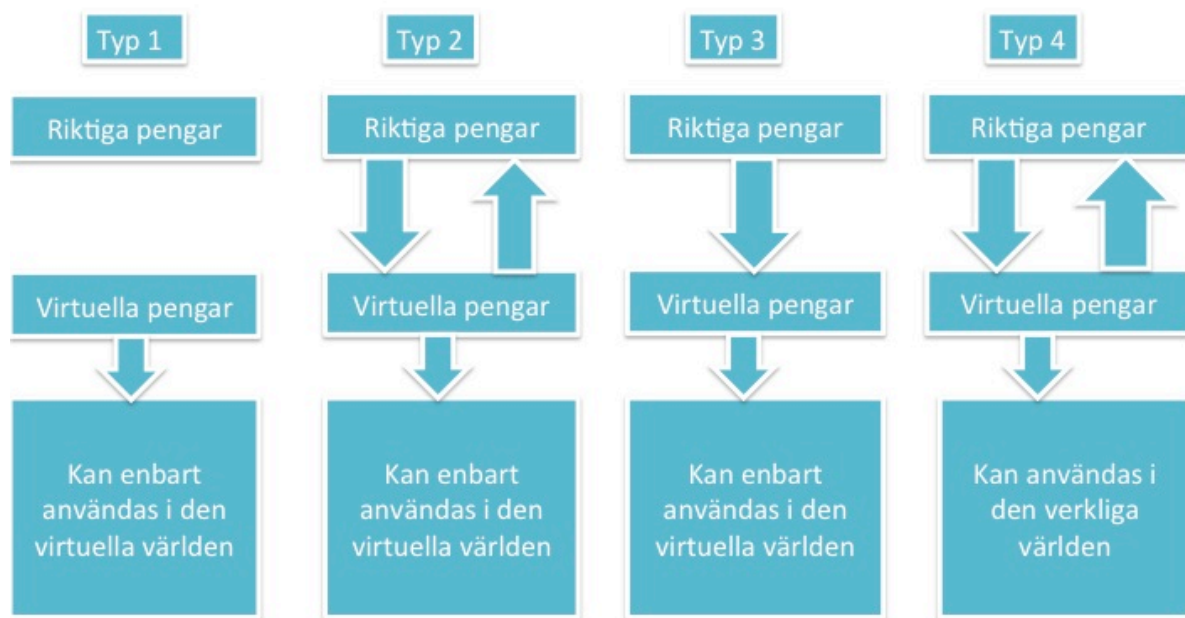 Typ 1
Typ 2
Typ 3
Typ 4
Riktiga pengar
Riktiga pengar
Riktiga pengar
Riktiga pengar
Virtuella pengar
Virtuella pengar
Virtuella pengar
Virtuella pengar
Kan enbart
användas i den
virtuella världen
Kan enbart
användas i den
virtuella världen
Kan enbart
användas i den
virtuella världen
Kan användas i
den verkliga
världen